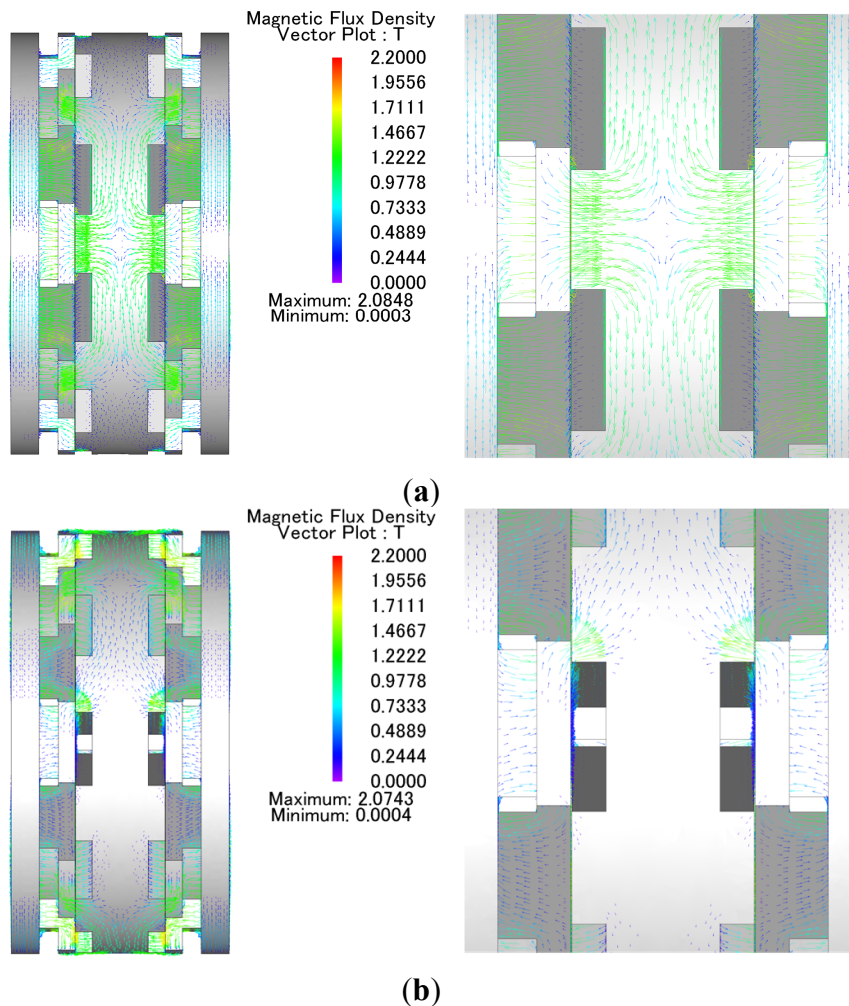 Magnetic Flux Density
Vector Plot : T
2.2000
1.9556
1.7111
1.4667
1.2222
0.9778
0.7333
0.4889
0.2444
0.0000
Maximum: 2.0848
Minimum: 0.0003
(a)
Magnetic Flux Density
Vector Plot : T
2.2000
1.9556
1.7111
1.4667
1.2222
0.9778
0.7333
0.4889
0.2444
0.0000
Maximum: 2.0743
Minimum: 0.0004
(b)